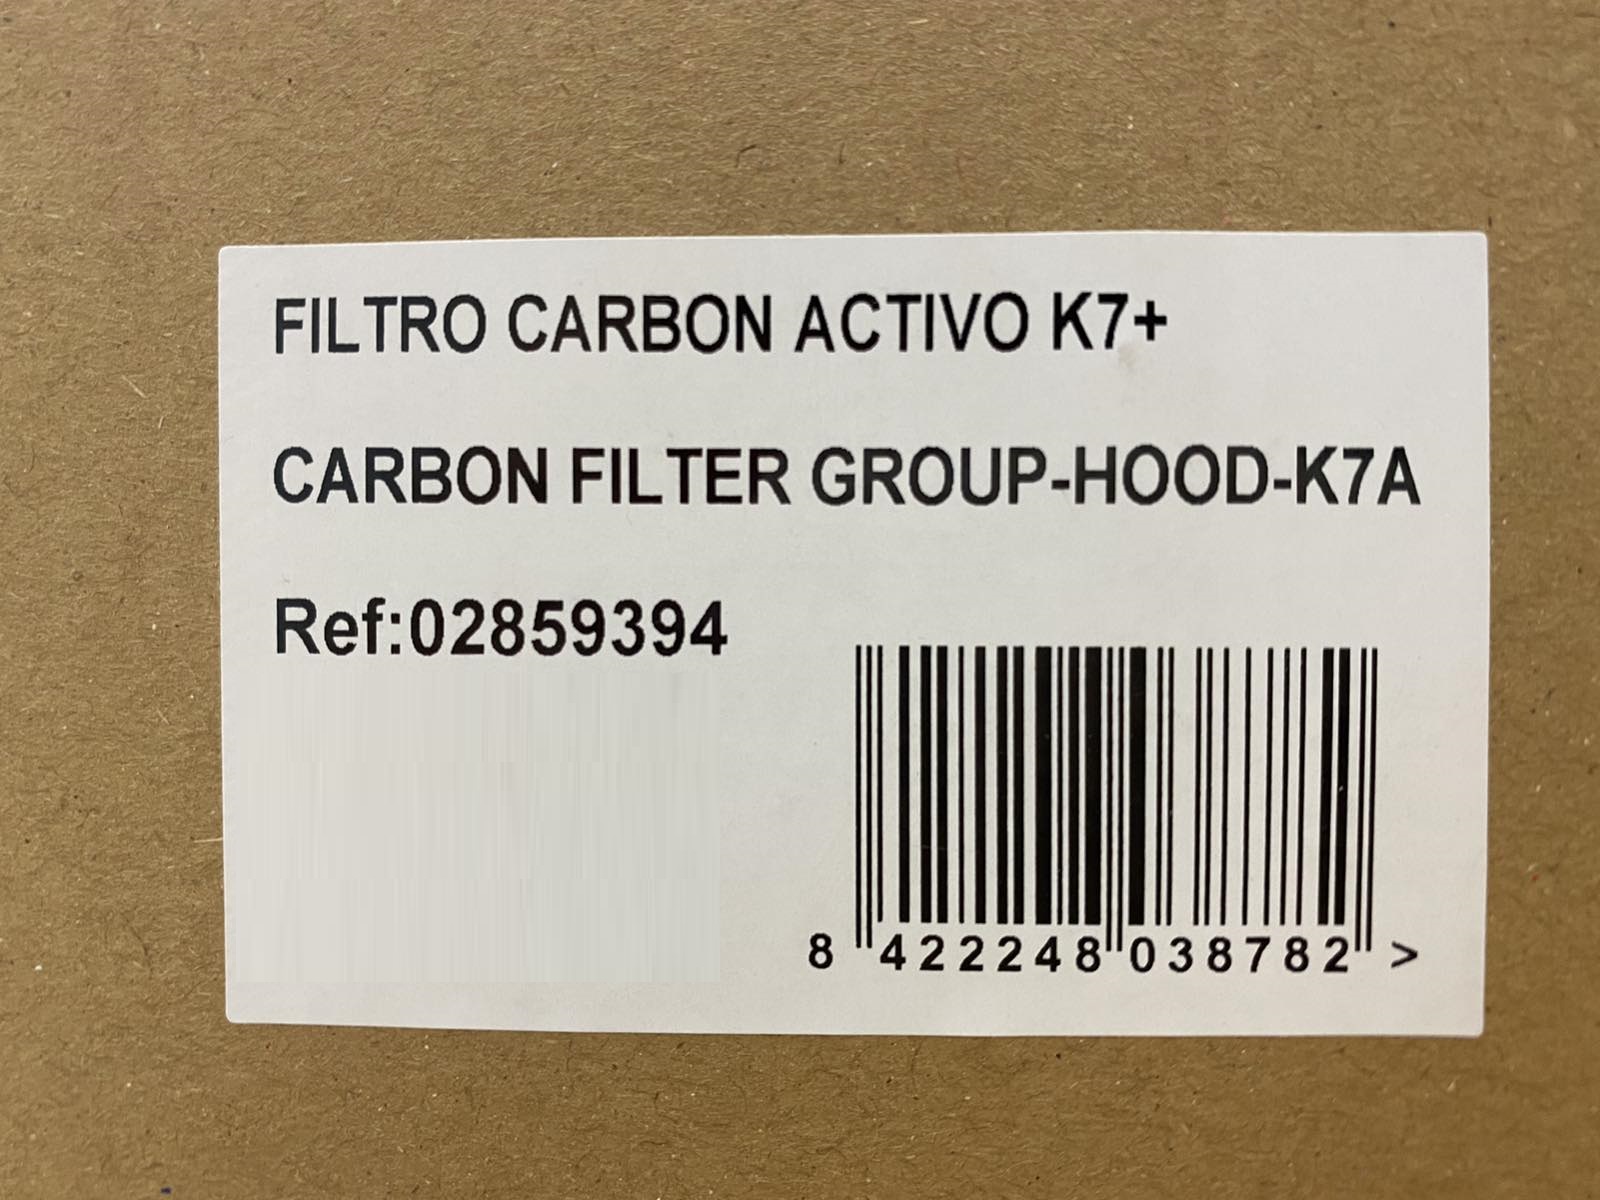 FILTRO CARBON ACTIVO K7+
CARBON FILTER GROUP-HOOD-K7A
Ref:02859394
8 422248 038782 >